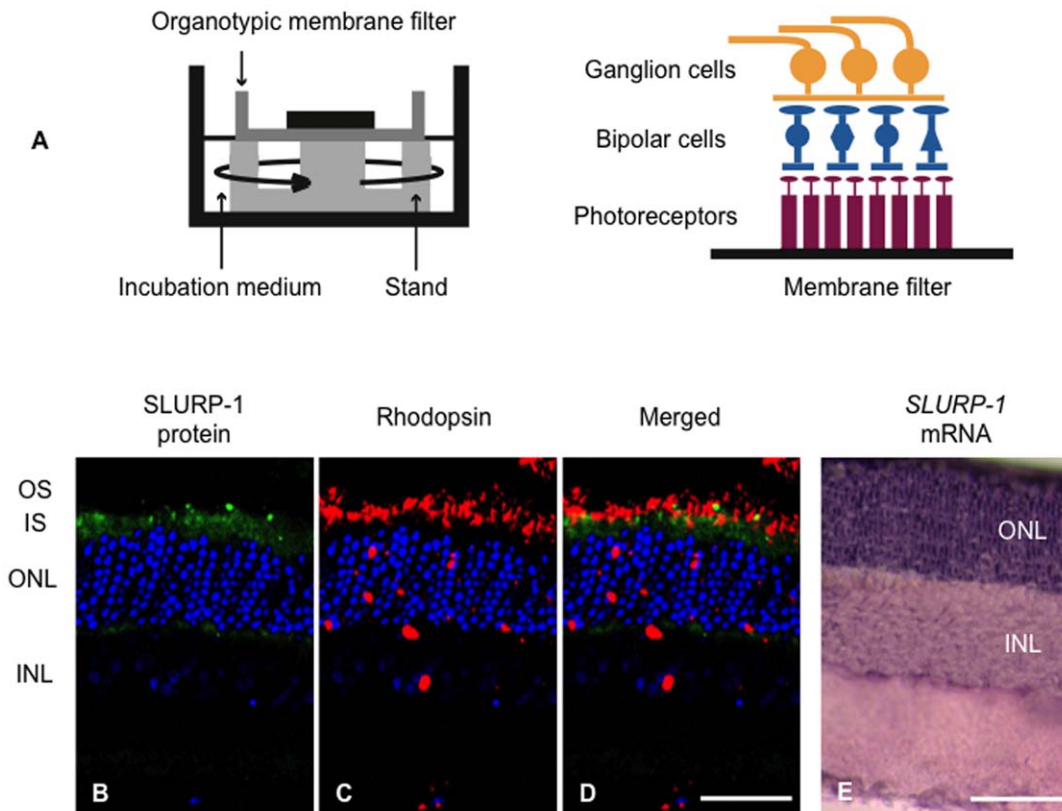 Organotypic membrane filter
A
Incubation medium
Stand
Ganglion cells
Bipolar cells
Photoreceptors
Membrane filter
SLURP-1
protein
Rhodopsin
Merged
SLURP-1
mRNA
OS
IS
ONL
INL
B
C
D
ONL
INL
E